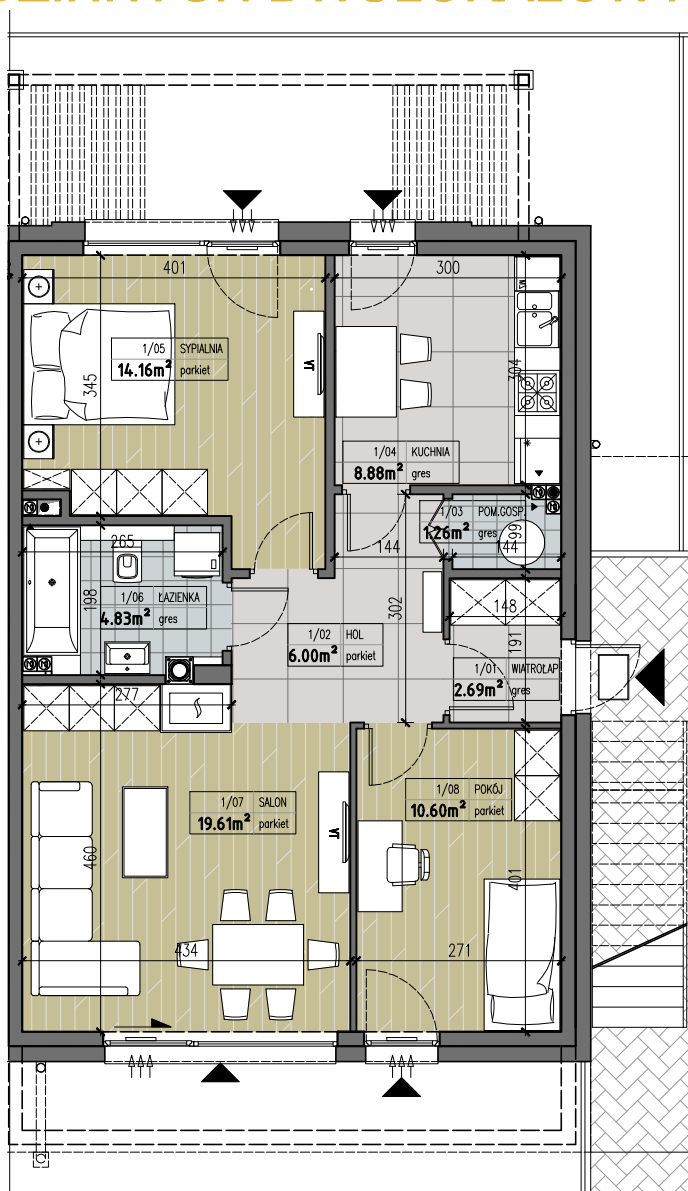 401
300
1/05 SYPIALNIA
14.16m² parkiet
345
TV
304
1/04 KUCHNIA
8.88m² gres
1/03 POM.GOSP.
1.26m² gres
199
144
144
265
1/06 ŁAZIENKA
4.83m² gres
198
302
148
1/02 HOL
6.00m² parkiet
191
1/01 WIATROŁAP
2.69m² gres
277
1/07 SALON
19.61m² parkiet
1/08 POKÓJ
10.60m² parkiet
TV
460
401
434
271